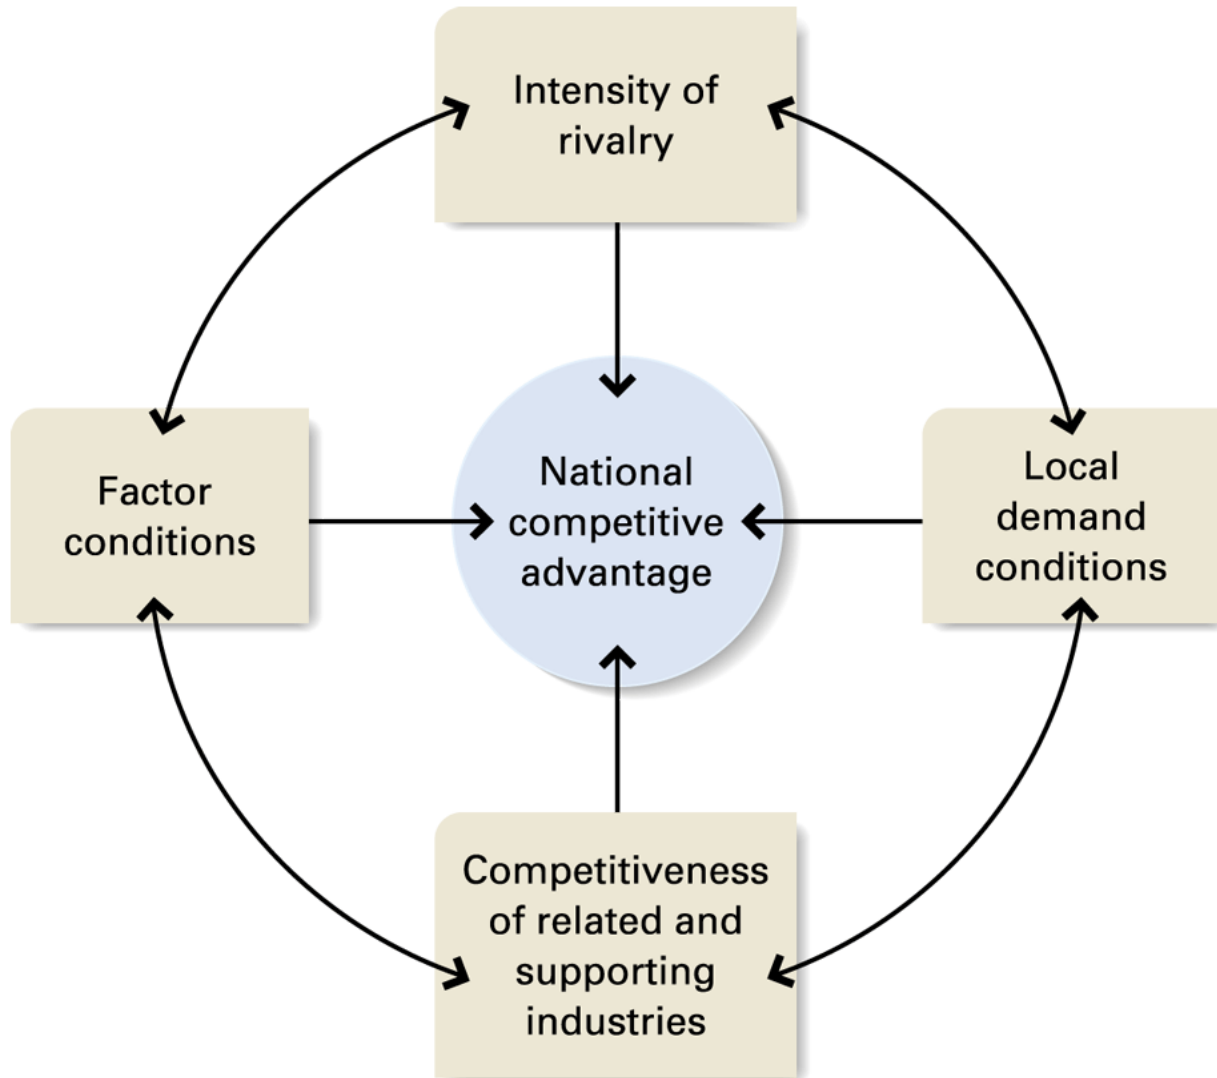 Intensity of
rivalry
Factor
conditions
National
competitive
advantage
Local
demand
conditions
Competitiveness
of related and
supporting
industries